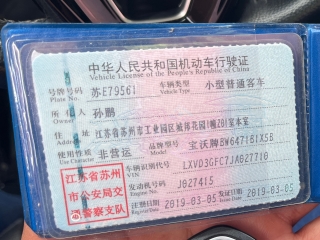 中华人民共和国机动车行驶证
Vehicle License of the People's Republic of China
号牌号码 苏E79561 车辆类型 小型普通客车
Plate No. Vehicle Type
所有人 孙鹏
Owner
住址 江苏省苏州市工业园区 花园1幢201室本室
Address
使用性质 非营运 品牌型号 宝沃牌BW6471B1X5B
Use Character Model
江苏省苏州
市公安局交
通警察支队
车辆识别代号 LXVD3GFC7JA027710
VIN
发动机号码 J027415
Engine No.
注册日期 2019-03-05 发证日期 2019-03-05
Register Date Issue Date